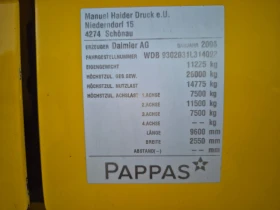 Manuel Haider Druck e.U.
Niederndorf 15
4274 Schönau
ERZEUGER Daimler AG
FAHRGESTELLNUMMER WDB
EIGENGEWICHT 11225 kg
HÖCHSTZUL. GES.GEW. 26000 kg
HÖCHSTZUL. NUTZLAST 14775 kg
HÖCHSTZUL. ACHSLAST 1.ACHSE 7500 kg
2.ACHSE 11500 kg
3.ACHSE 7500 kg
4.ACHSE -- kg
LÄNGE 9600 mm
BREITE 2550 mm
ABSTAND -- mm
PAPPAS